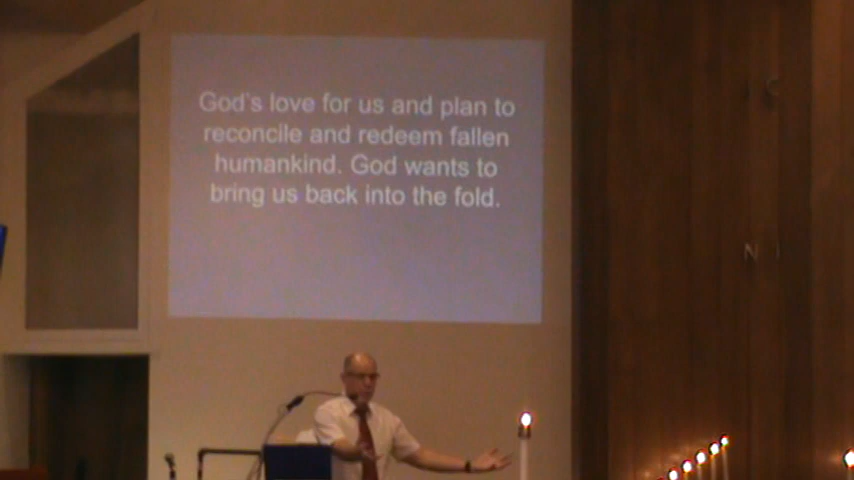 God's love for us and plan to
reconcile and redeem fallen
humankind. God wants to
bring us back into the fold.